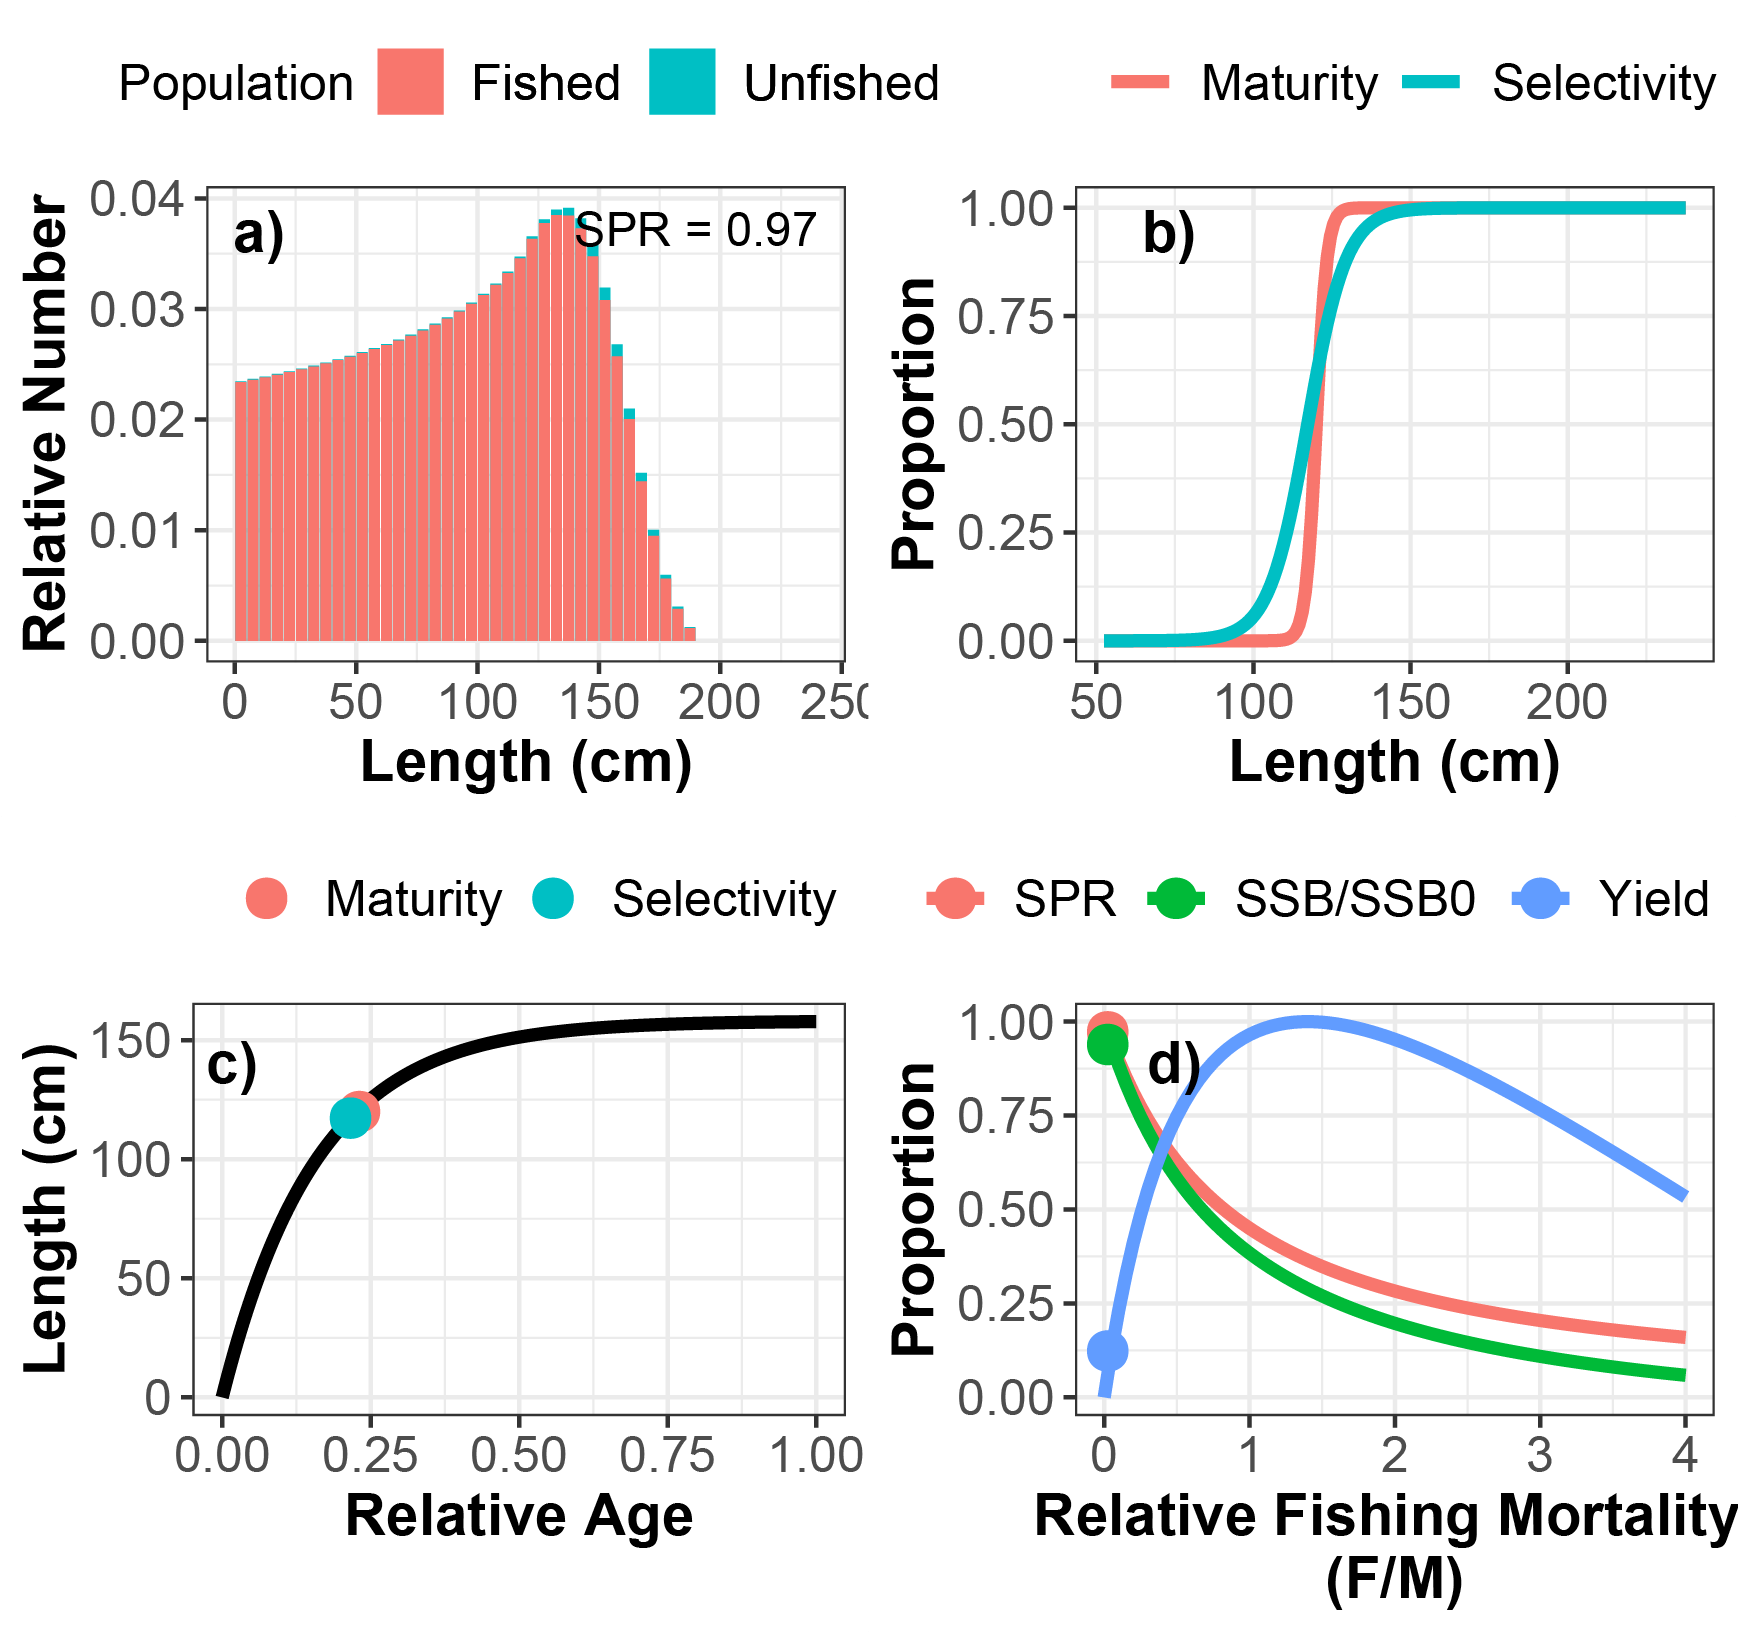 Population Fished Unfished
Maturity Selectivity
Relative Number
0.04
0.03
0.02
0.01
0.00
a)
SPR = 0.97
0 50 100 150 200 250
Length (cm)
Proportion
1.00
0.75
0.50
0.25
0.00
b)
50 100 150 200
Length (cm)
Maturity Selectivity
SPR SSB/SSB0 Yield
Length (cm)
150
100
50
0
c)
0.00 0.25 0.50 0.75 1.00
Relative Age
Proportion
1.00
0.75
0.50
0.25
0.00
d)
0 1 2 3 4
Relative Fishing Mortality
(F/M)